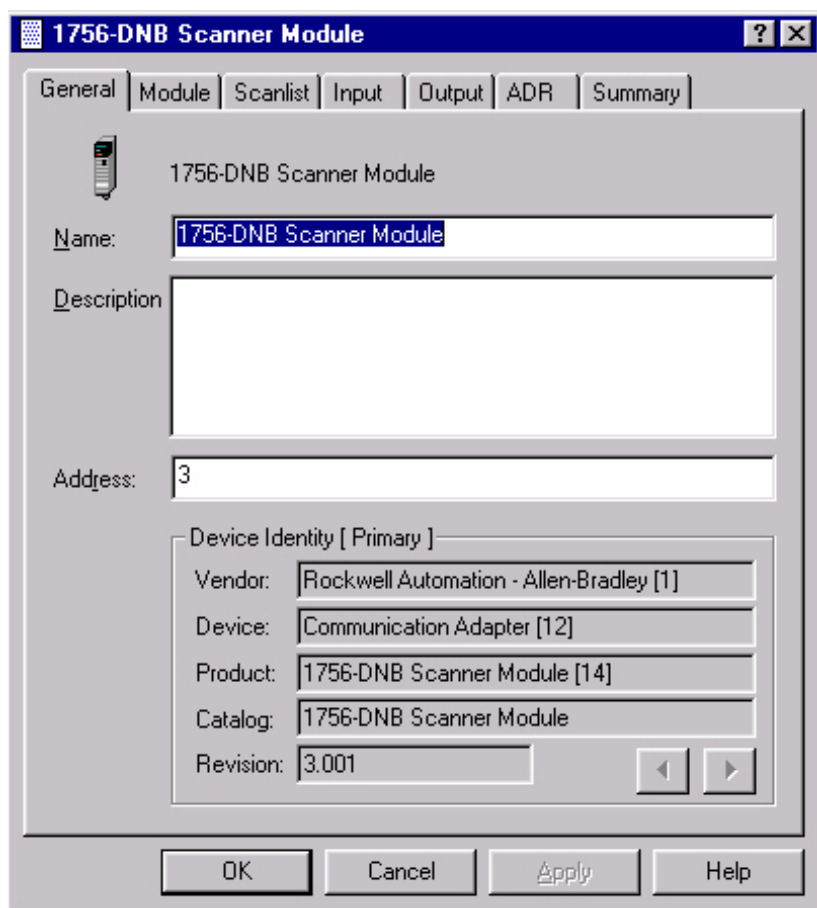 1756-DNB Scanner Module
General Module Scanlist Input Output ADR Summary
1756-DNB Scanner Module
Name: 1756-DNB Scanner Module
Description
Address: 3
Device Identity [ Primary ]
Vendor: Rockwell Automation - Allen-Bradley [1]
Device: Communication Adapter [12]
Product: 1756-DNB Scanner Module [14]
Catalog: 1756-DNB Scanner Module
Revision: 3.001
OK Cancel Apply Help